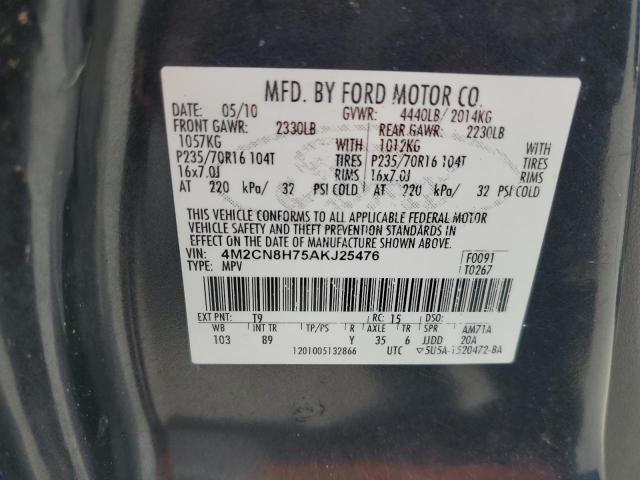 MFD. BY FORD MOTOR CO.
DATE: 05/10 GVWR: 4440LB/ 2014KG
FRONT GAWR: 2330LB REAR GAWR: 2230LB
1057KG WITH 1012KG WITH
P235/70R16 104T TIRES P235/70R16 104T TIRES
16x7.0J RIMS 16x7.0J RIMS
AT 220 kPa/ 32 PSI COLD AT 220 kPa/ 32 PSI COLD
THIS VEHICLE CONFORMS TO ALL APPLICABLE FEDERAL MOTOR
VEHICLE SAFETY AND THEFT PREVENTION STANDARDS IN
EFFECT ON THE DATE OF MANUFACTURE SHOWN ABOVE.
VIN: 4M2CN8H75AKJ25476 F0091
TYPE: MPV T0267
EXT PNT: T9 RC: 15 DSO:
WB INT TR TP/PS R AXLE TR SPR AM71A
103 89 Y 35 6 JJDD 20A
1201005132866 UTC ▽5U5A-1520472-BA